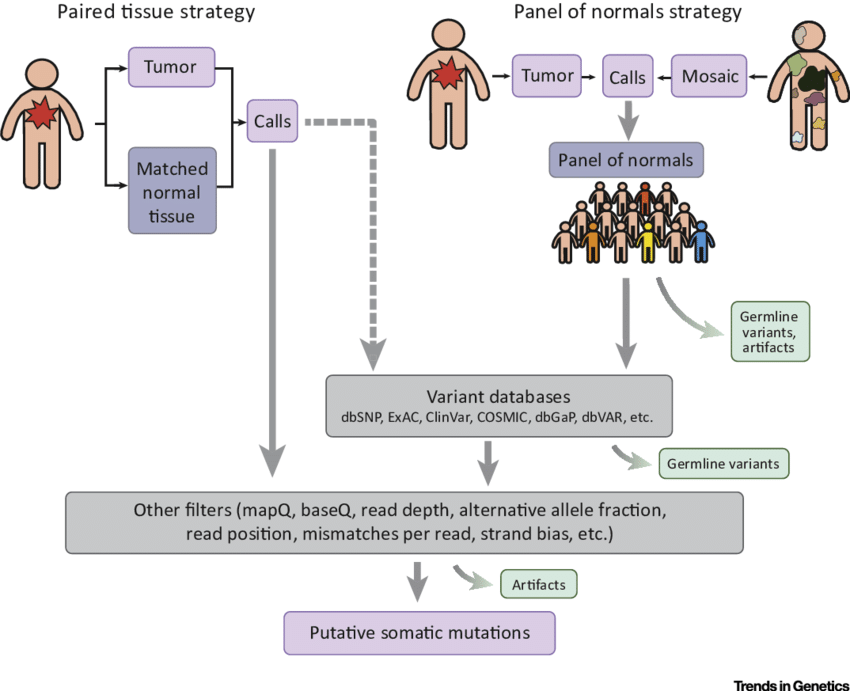 Paired tissue strategy
Panel of normals strategy
Tumor
Matched
normal
tissue
Calls
Tumor
Calls
Mosaic
Panel of normals
Germline
variants,
artifacts
Variant databases
dbSNP, ExAC, ClinVar, COSMIC, dbGaP, dbVAR, etc.
Germline variants
Other filters (mapQ, baseQ, read depth, alternative allele fraction,
read position, mismatches per read, strand bias, etc.)
Artifacts
Putative somatic mutations
Trends in Genetics